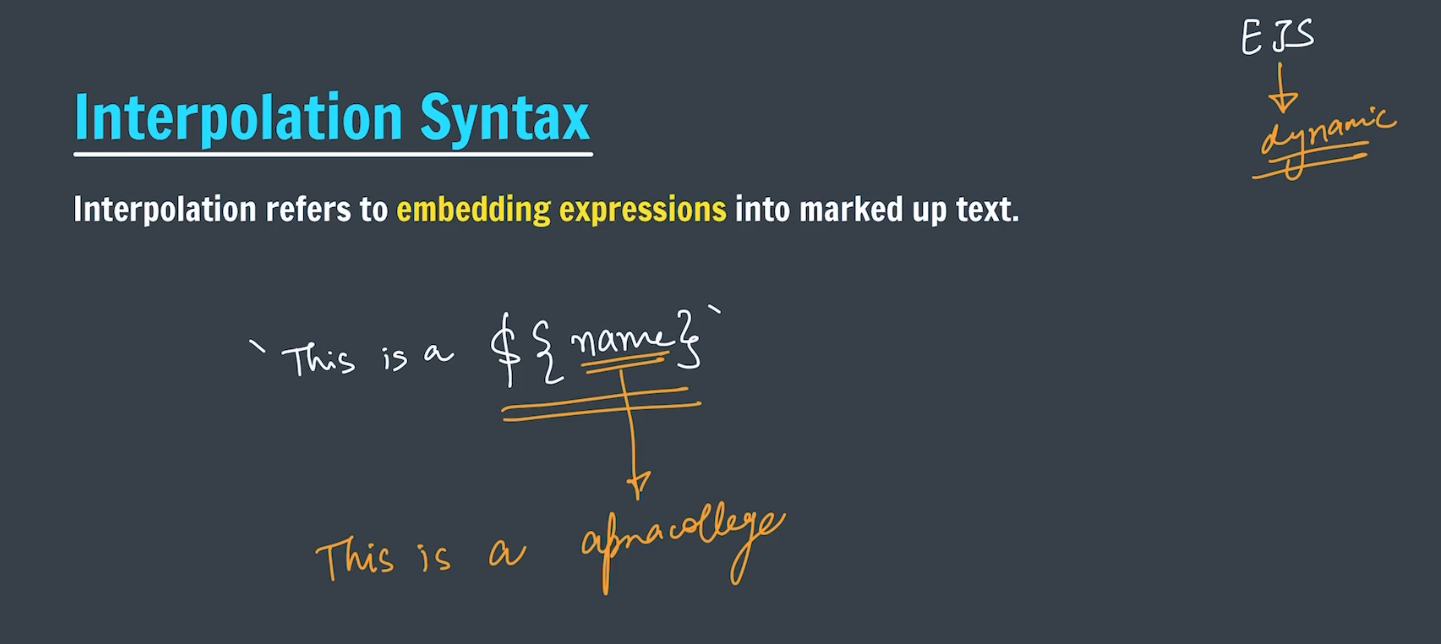 EJS
dynamic
Interpolation Syntax
Interpolation refers to embedding expressions into marked up text.
`This is a ${name}`
This is a apnacollege